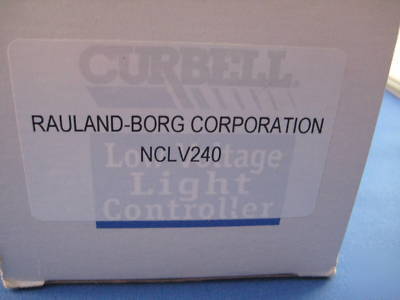 CURBELL®
RAULAND-BORG CORPORATION
NCLV240
Low Voltage
Light
Controller